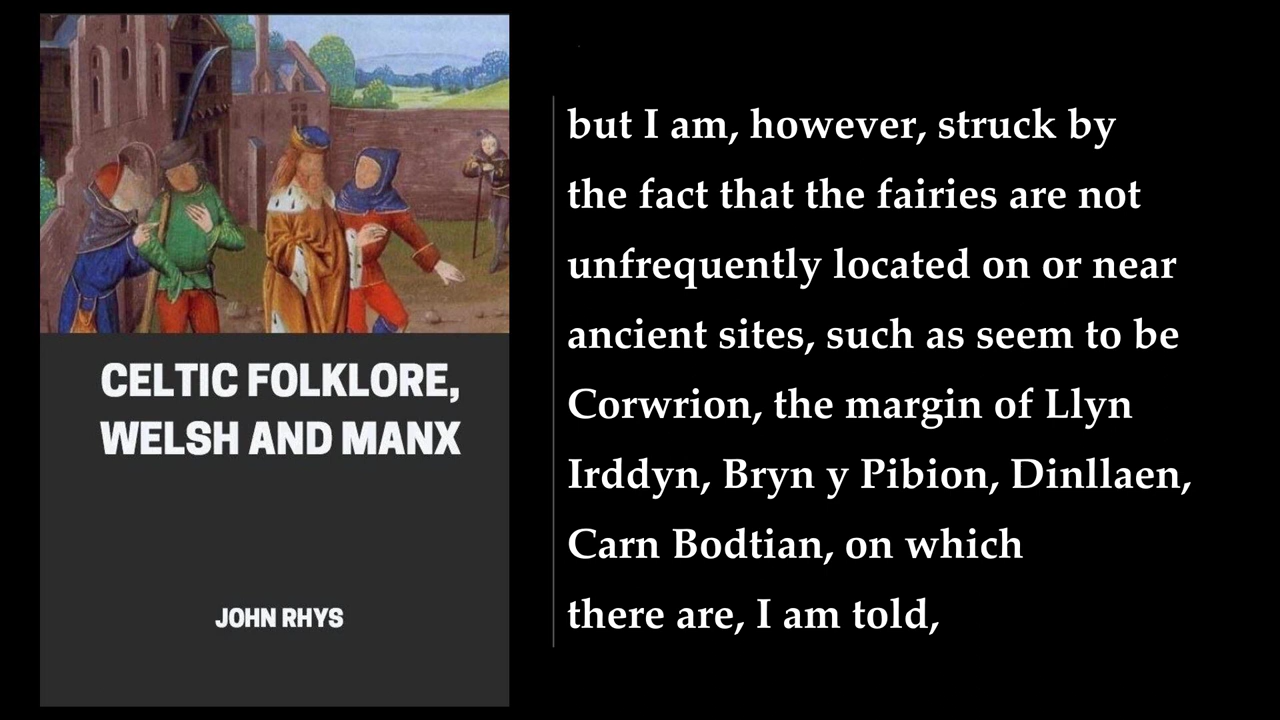 CELTIC FOLKLORE,
WELSH AND MANX
JOHN RHYS
but I am, however, struck by
the fact that the fairies are not
unfrequently located on or near
ancient sites, such as seem to be
Corwrion, the margin of Llyn
Irddyn, Bryn y Pibion, Dinllaen,
Carn Bodtian, on which
there are, I am told,